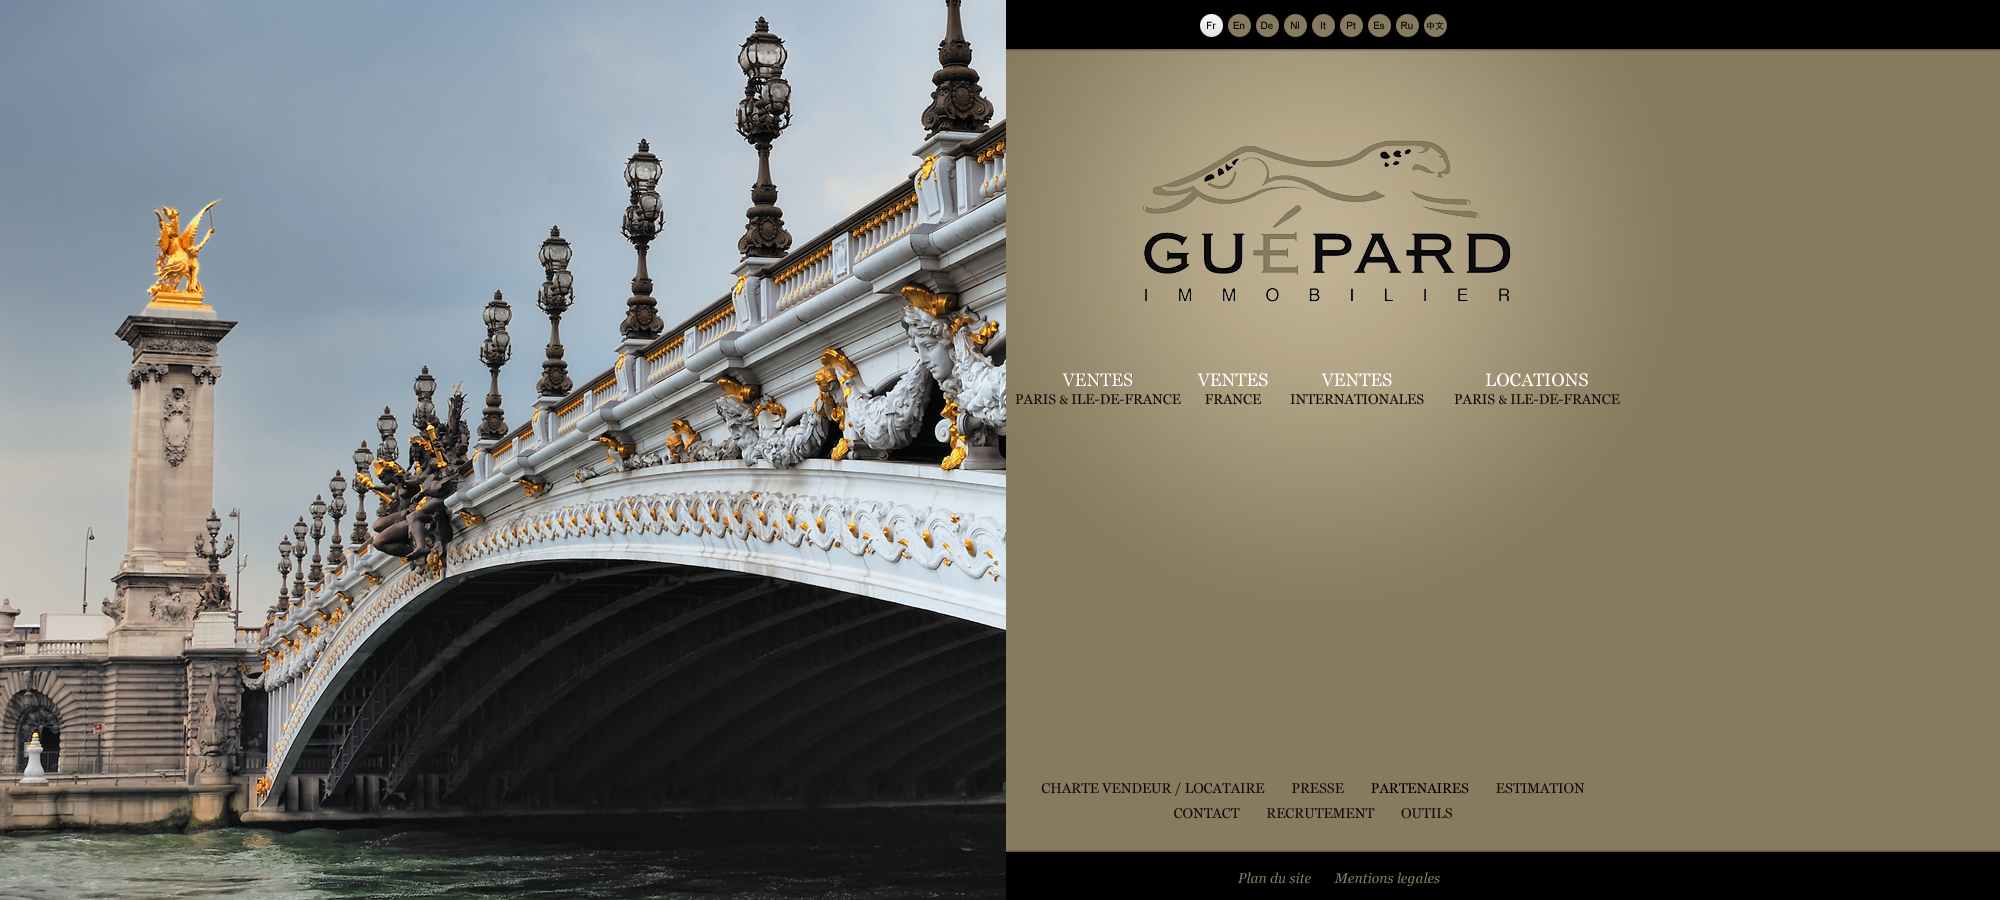 Fr En De Nl It Pt Es Ru 中文
GUÉPARD
IMMOBILIER
VENTES VENTES VENTES LOCATIONS
PARIS & ILE-DE-FRANCE FRANCE INTERNATIONALES PARIS & ILE-DE-FRANCE
CHARTE VENDEUR / LOCATAIRE PRESSE PARTENAIRES ESTIMATION
CONTACT RECRUTEMENT OUTILS
Plan du site Mentions legales